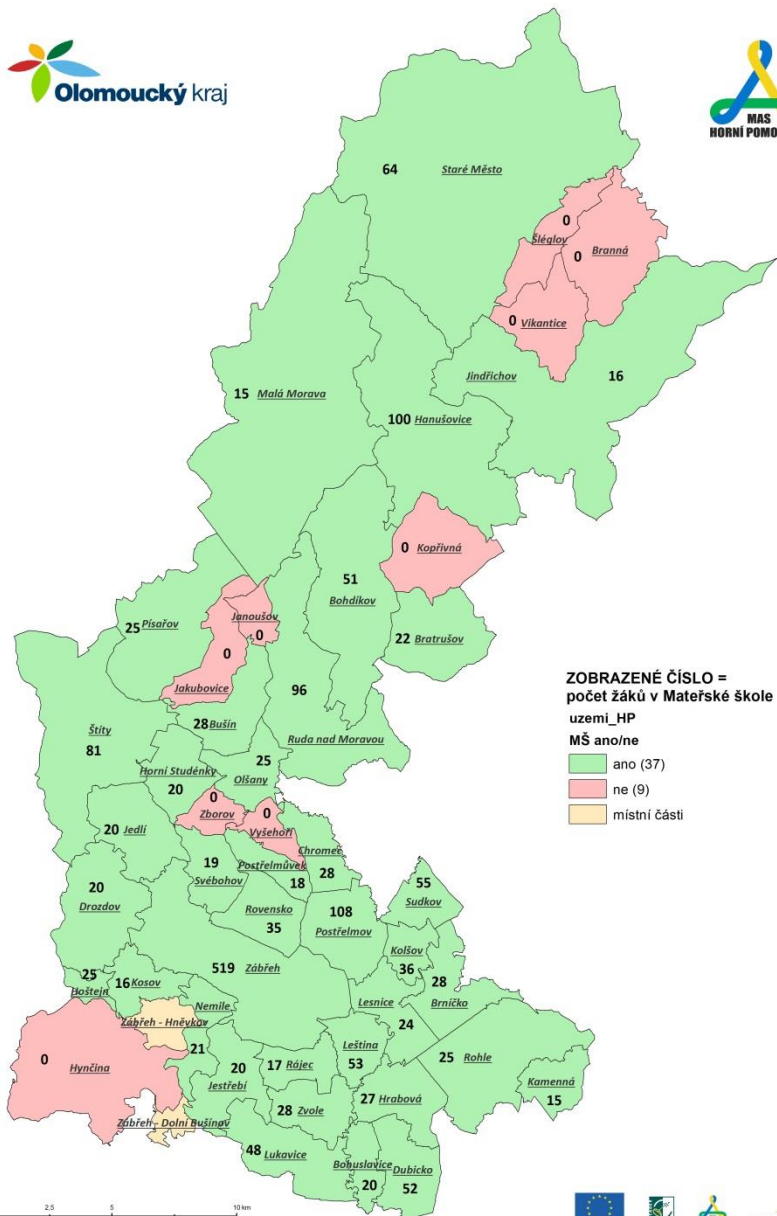 Olomoucký kraj
MAS
64 Staré Město
0
Šléglov
0 Branná
0 Vikantice
Jindřichov 16
15 Malá Morava
100 Hanušovice
0 Kopřivná
51
Bohdíkov
22 Bratrušov
25 Písařov
Janoušov
0
0
Jakubovice
96
Ruda nad Moravou
ZOBRAZENÉ ČÍSLO =
počet žáků v Mateřské škole
uzemi_HP
MŠ ano/ne
ano (37)
ne (9)
místní části
Štíty
81
28 Bušín
25
Olšany
Horní Studénky
20
0
Zborov
0
Vyšehoří
20 Jedlí
Chromeč
28
Postřelmůvek
18
19
Svébohov
20
Drozdov
Rovensko
35
108
Postřelmov
55
Sudkov
Kolšov
36
28
Brníčko
519 Zábřeh
25
Hoštejn
16 Kosov
Nemile
21
Zábřeh - Hněvkov
Lesnice
24
0 Hynčina
20
Jestřebí
17 Rájec
Leština
53
25 Rohle
Kamenná
15
27 Hrabová
28 Zvole
Zábřeh - Dolní Bušínov
48 Lukavice
Bohuslavice
20
Dubicko
52
2,5 5 10 km